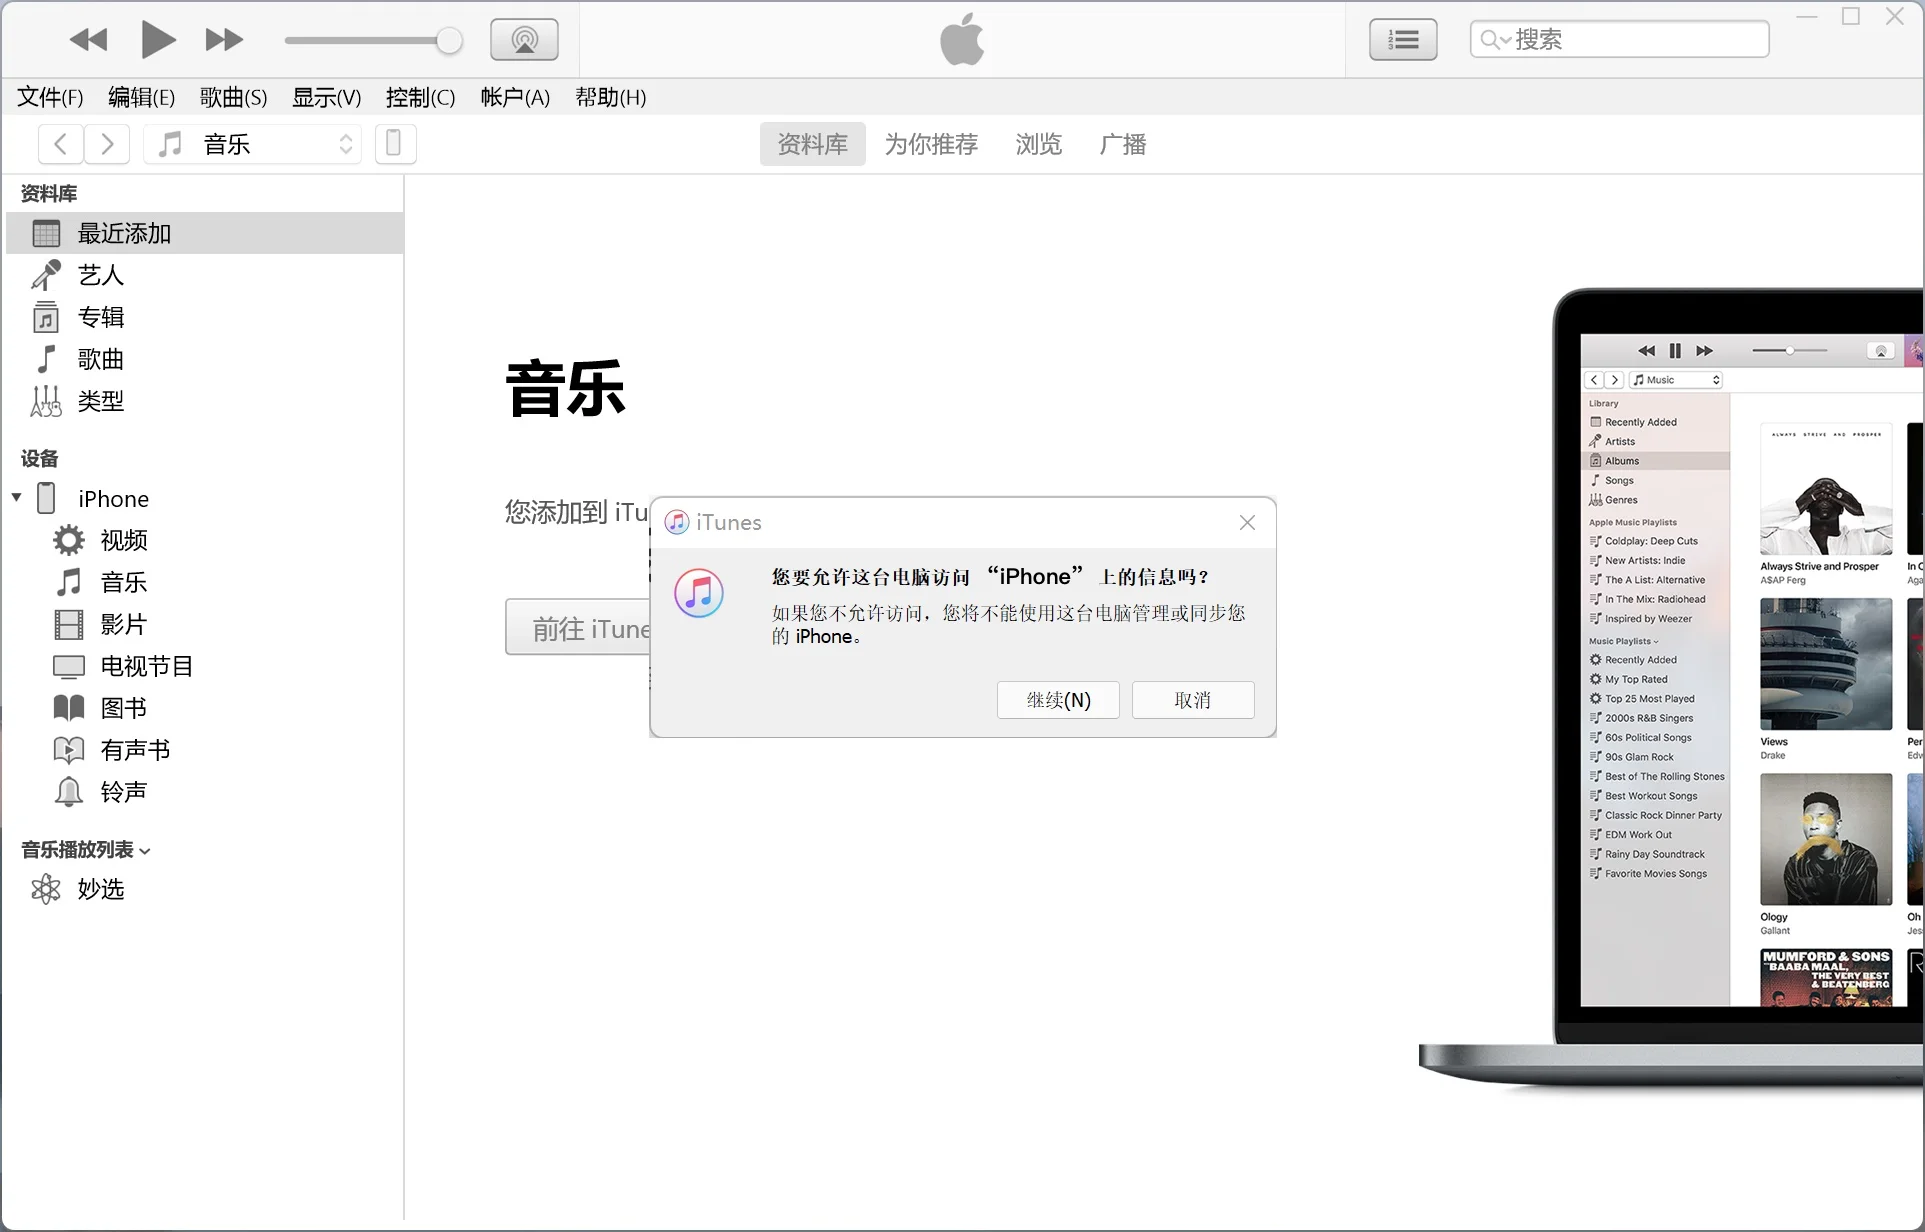 搜索
文件(F) 编辑(E) 歌曲(S) 显示(V) 控制(C) 帐户(A) 帮助(H)
音乐
资料库 为你推荐 浏览 广播
资料库
最近添加
艺人
专辑
歌曲
类型
设备
iPhone
视频
音乐
影片
电视节目
图书
有声书
铃声
音乐播放列表
妙选
音乐
您添加到 iTu
前往 iTune
iTunes
您要允许这台电脑访问 “iPhone” 上的信息吗？
如果您不允许访问，您将不能使用这台电脑管理或同步您
的 iPhone。
继续(N) 取消
Music
Library
Recently Added
Artists
Albums
Songs
Genres
Apple Music Playlists
Coldplay: Deep Cuts
New Artists: Indie
The A List: Alternative
In The Mix: Radiohead
Inspired by Weezer
Music Playlists
Recently Added
My Top Rated
Top 25 Most Played
2000s R&B Singers
60s Political Songs
90s Glam Rock
Best of The Rolling Stones
Best Workout Songs
Classic Rock Dinner Party
EDM Work Out
Rainy Day Soundtrack
Favorite Movies Songs
ALWAYS STRIVE AND PROSPER
Always Strive and Prosper
A$AP Ferg
Views
Drake
Ology
Gallant
MUMFORD & SONS
BAABA MAAL,
THE VERY BEST
& BEATENBERG
In C
Aga
Per
Edw
Oh
Jes